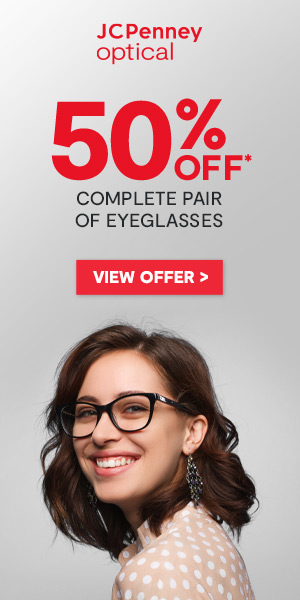 JCPenney
optical
50%
OFF*
COMPLETE PAIR
OF EYEGLASSES
VIEW OFFER >